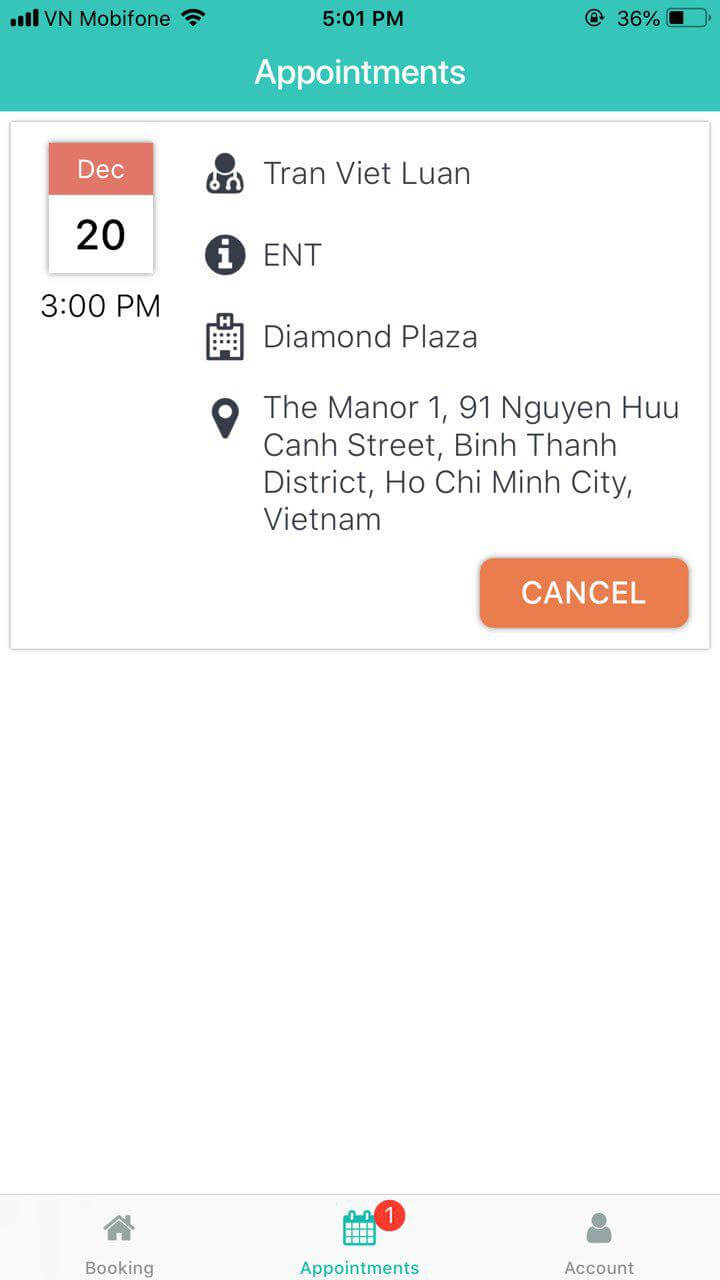 VN Mobifone 5:01 PM 36%
Appointments
Dec
20
3:00 PM
Tran Viet Luan
ENT
Diamond Plaza
The Manor 1, 91 Nguyen Huu
Canh Street, Binh Thanh
District, Ho Chi Minh City,
Vietnam
CANCEL
1
Booking Appointments Account